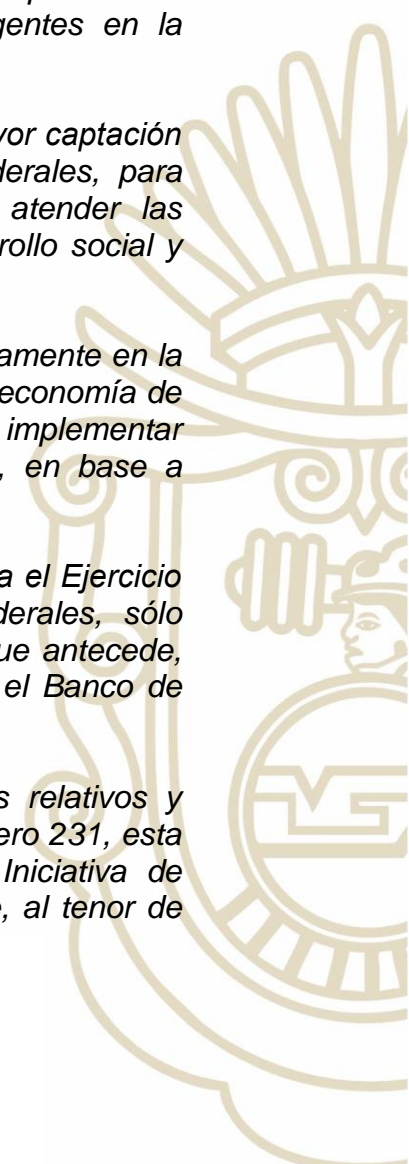 gentes en la
yor captación
derales, para
atender las
rollo social y
amente en la
economía de
implementar
, en base a
a el Ejercicio
derales, sólo
ue antecede,
el Banco de
s relativos y
ero 231, esta
Iniciativa de
e, al tenor de